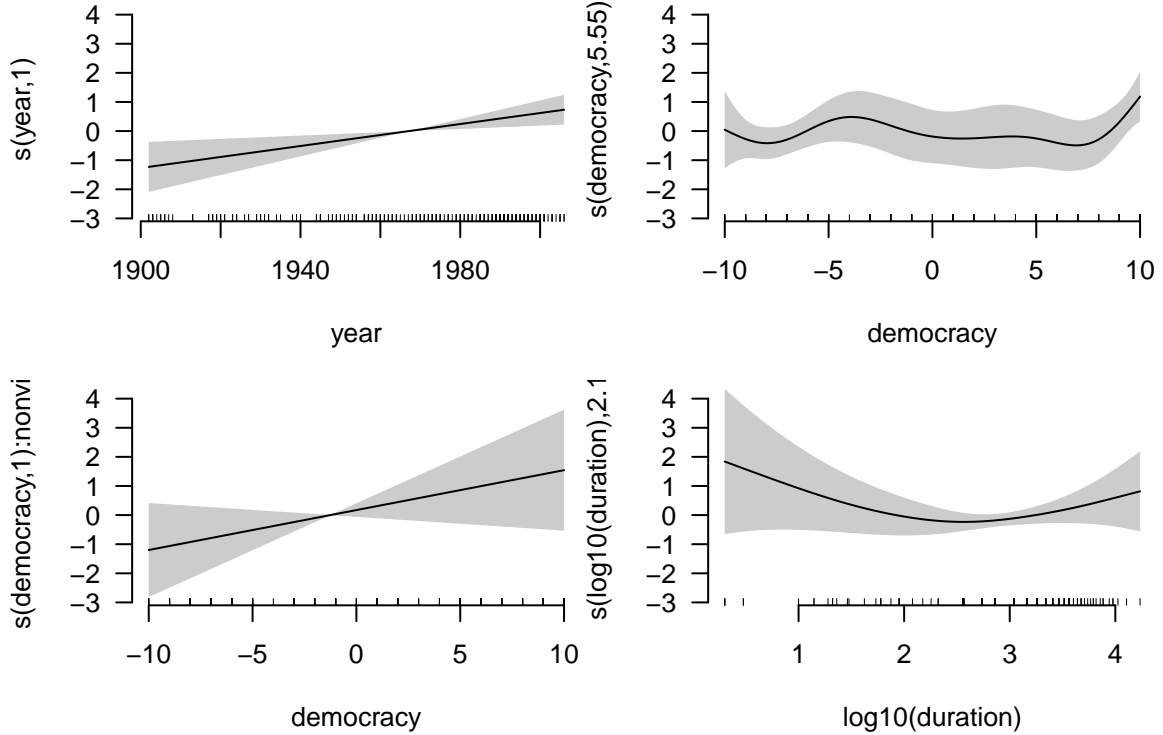 4
3
2
1
0
−1
−2
−3
s(year,1)
1900 1940 1980
year
4
3
2
1
0
−1
−2
−3
s(democracy,5.55)
−10 −5 0 5 10
democracy
4
3
2
1
0
−1
−2
−3
s(democracy,1):nonvi
−10 −5 0 5 10
democracy
4
3
2
1
0
−1
−2
−3
s(log10(duration),2.1
1 2 3 4
log10(duration)